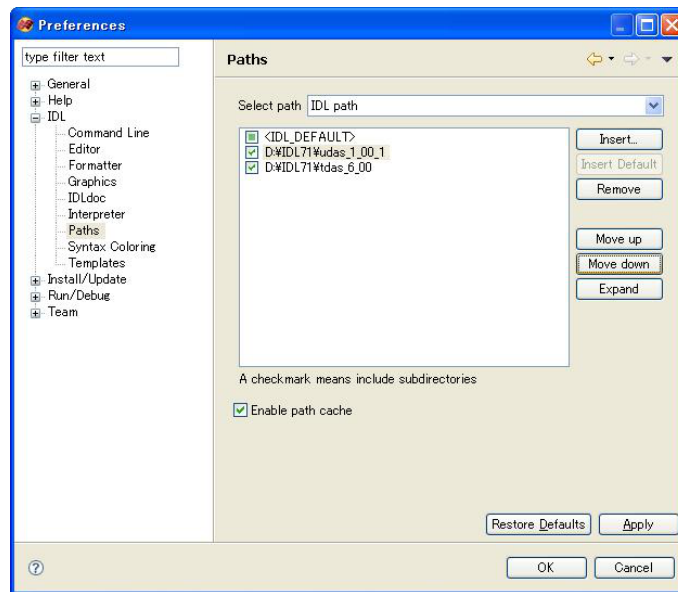 Preferences
type filter text
General
Help
IDL
Command Line
Editor
Formatter
Graphics
IDLdoc
Interpreter
Paths
Syntax Coloring
Templates
Install/Update
Run/Debug
Team
Paths
Select path
IDL path
<IDL_DEFAULT>
D:¥IDL71¥udas_1_00_1
D:¥IDL71¥tdas_6_00
Insert...
Insert Default
Remove
Move up
Move down
Expand
A checkmark means include subdirectories
Enable path cache
Restore Defaults
Apply
?
OK
Cancel